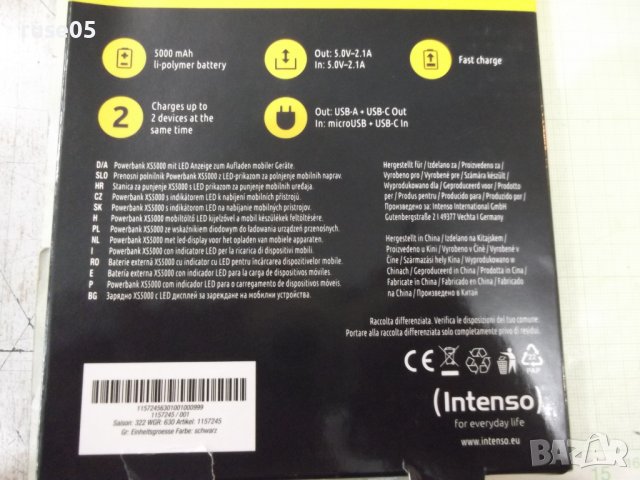 ruse05
5000 mAh
li-polymer battery
Out: 5.0V⎓2.1A
In: 5.0V⎓2.1A
Fast charge
2
Charges up to
2 devices at the
same time
Out: USB-A + USB-C Out
In: microUSB + USB-C In
D/A Powerbank XS5000 mit LED Anzeige zum Aufladen mobiler Geräte.
SLO Prenosni polnilnik Powerbank XS5000 z LED-prikazom za polnjenje mobilnih naprav.
HR Stanica za punjenje XS5000 s LED prikazom za punjenje mobilnih uređaja.
CZ Powerbank XS5000 s indikátorem LED k nabíjení mobilních přístrojů.
SK Powerbank XS5000 s indikátorom LED na nabíjanie mobilných prístrojov.
H Powerbank XS5000 mobiltöltő LED kijelzővel a mobil készülékek feltöltésére.
PL Powerbank XS5000 ze wskaźnikiem diodowym do ładowania urządzeń przenośnych.
NL Powerbank XS5000 met led-display voor het opladen van mobiele apparaten.
I Powerbank XS5000 con indicatore LED per la ricarica di dispositivi mobili.
RO Baterie externa XS5000 cu indicator cu LED pentru încărcarea dispozitivelor mobile.
E Batería externa XS5000 con indicador LED para la carga de dispositivos móviles.
P Powerbank XS5000 com indicador LED para o carregamento de dispositivos móveis.
BG Зарядно XS5000 с LED дисплей за зареждане на мобилни устройства.
Hergestellt für / Izdelano za / Proizvedeno za /
Vyrobeno pro / Vyrobené pre / Számára készült /
Wyprodukowano dla / Geproduceerd voor / Prodotto
per / Produs pentru / Producido para / Produzido por /
Произведено за: Intenso International GmbH
Gutenbergstraße 2 I 49377 Vechta I Germany
Hergestellt in China / Izdelano na Kitajskem /
Proizvedeno u Kini / Vyrobeno v Číně / Vyrobené v
Číne / Származási hely Kína / Wyprodukowano w
Chinach / Geproduceerd in China / Prodotta in Cina /
Fabricate in China / Fabricado en China / Fabricado
na China / Произведено в Китай
Raccolta differenziata. Verifica le disposizioni del tuo comune.
Portare alla raccolta differenziata solo completamente privo di residui.
CE
PAP
115724563010010​00999
1157245 / 001
Saison: 322 WGR: 630 Artikel: 1157245
Gr: Einheitsgroesse Farbe: schwarz
(Intenso)
for everyday life
www.intenso.eu
BAZAR
bg
15
16